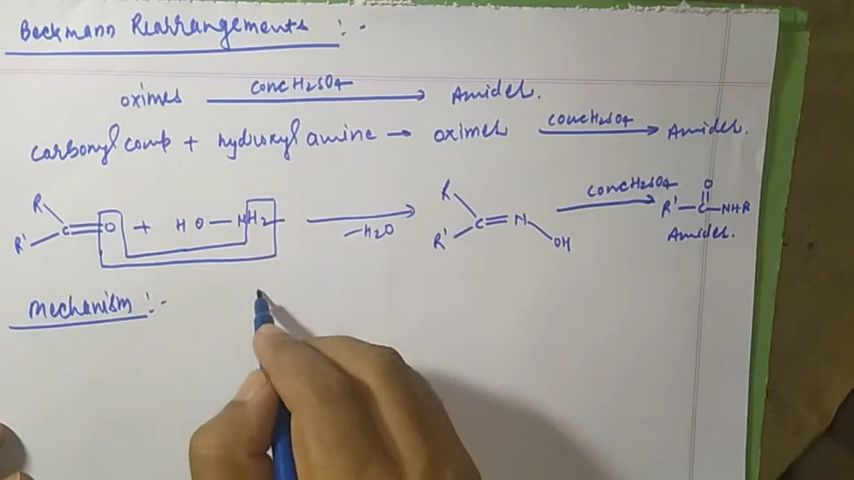 Beckmann Rearrangements :-
oximes conc H2SO4 → Amides.
carbonyl comp + hydroxyl amine → oximes conc H2SO4 → Amides.
R R' C=O + HO-NH2 → -H2O R R' C=N-OH conc H2SO4 → R'-C-NHR O
Amides.
Mechanism :-